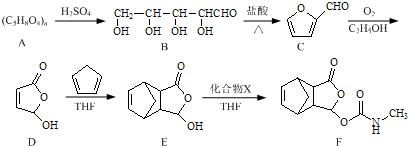 (C₅H₈O₄)ₙ H₂SO₄ CH₂-CH-CH-CH-CHO 盐酸 O CHO O₂
OH OH OH OH △ C₂H₅OH
A B C
O O O
O THF O 化合物X THF O
OH OH O O N H CH₃
D E F